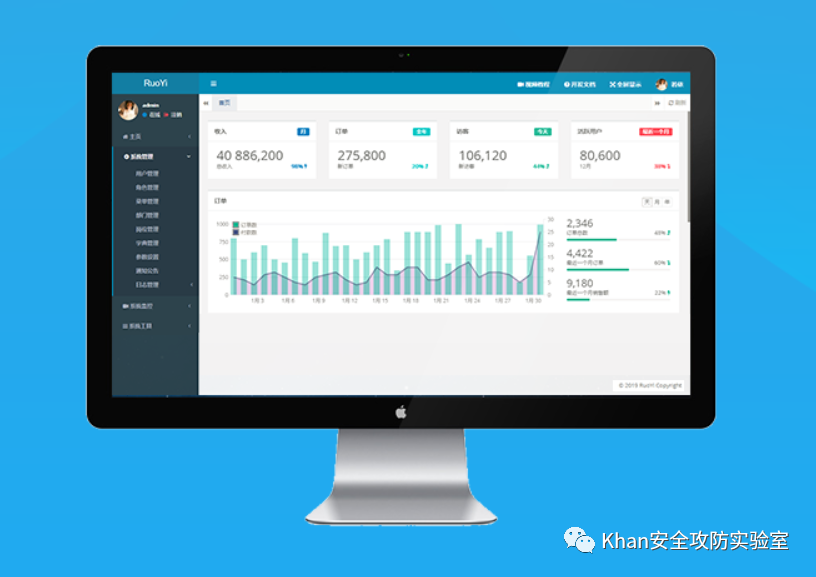 RuoYi
视频教程 开发文档 全屏显示 若依
admin
在线 注销
首页
刷新
主页
系统管理
用户管理
角色管理
菜单管理
部门管理
岗位管理
字典管理
参数设置
通知公告
日志管理
系统监控
系统工具
收入 月
40 886,200
总收入 98%
订单 全年
275,800
新订单 20%
访客 今天
106,120
新访客 44%
活跃用户 最近一个月
80,600
12月 38%
订单
天 月 年
订单数
付款数
1000
750
500
250
0
30
25
20
15
10
5
0
1月 3 1月 6 1月 9 1月 12 1月 15 1月 18 1月 21 1月 24 1月 27 1月 30
2,346
订单总数 48%
4,422
最近一个月订单 60%
9,180
最近一个月销售额 22%
© 2019 RuoYi Copyright
Khan安全攻防实验室